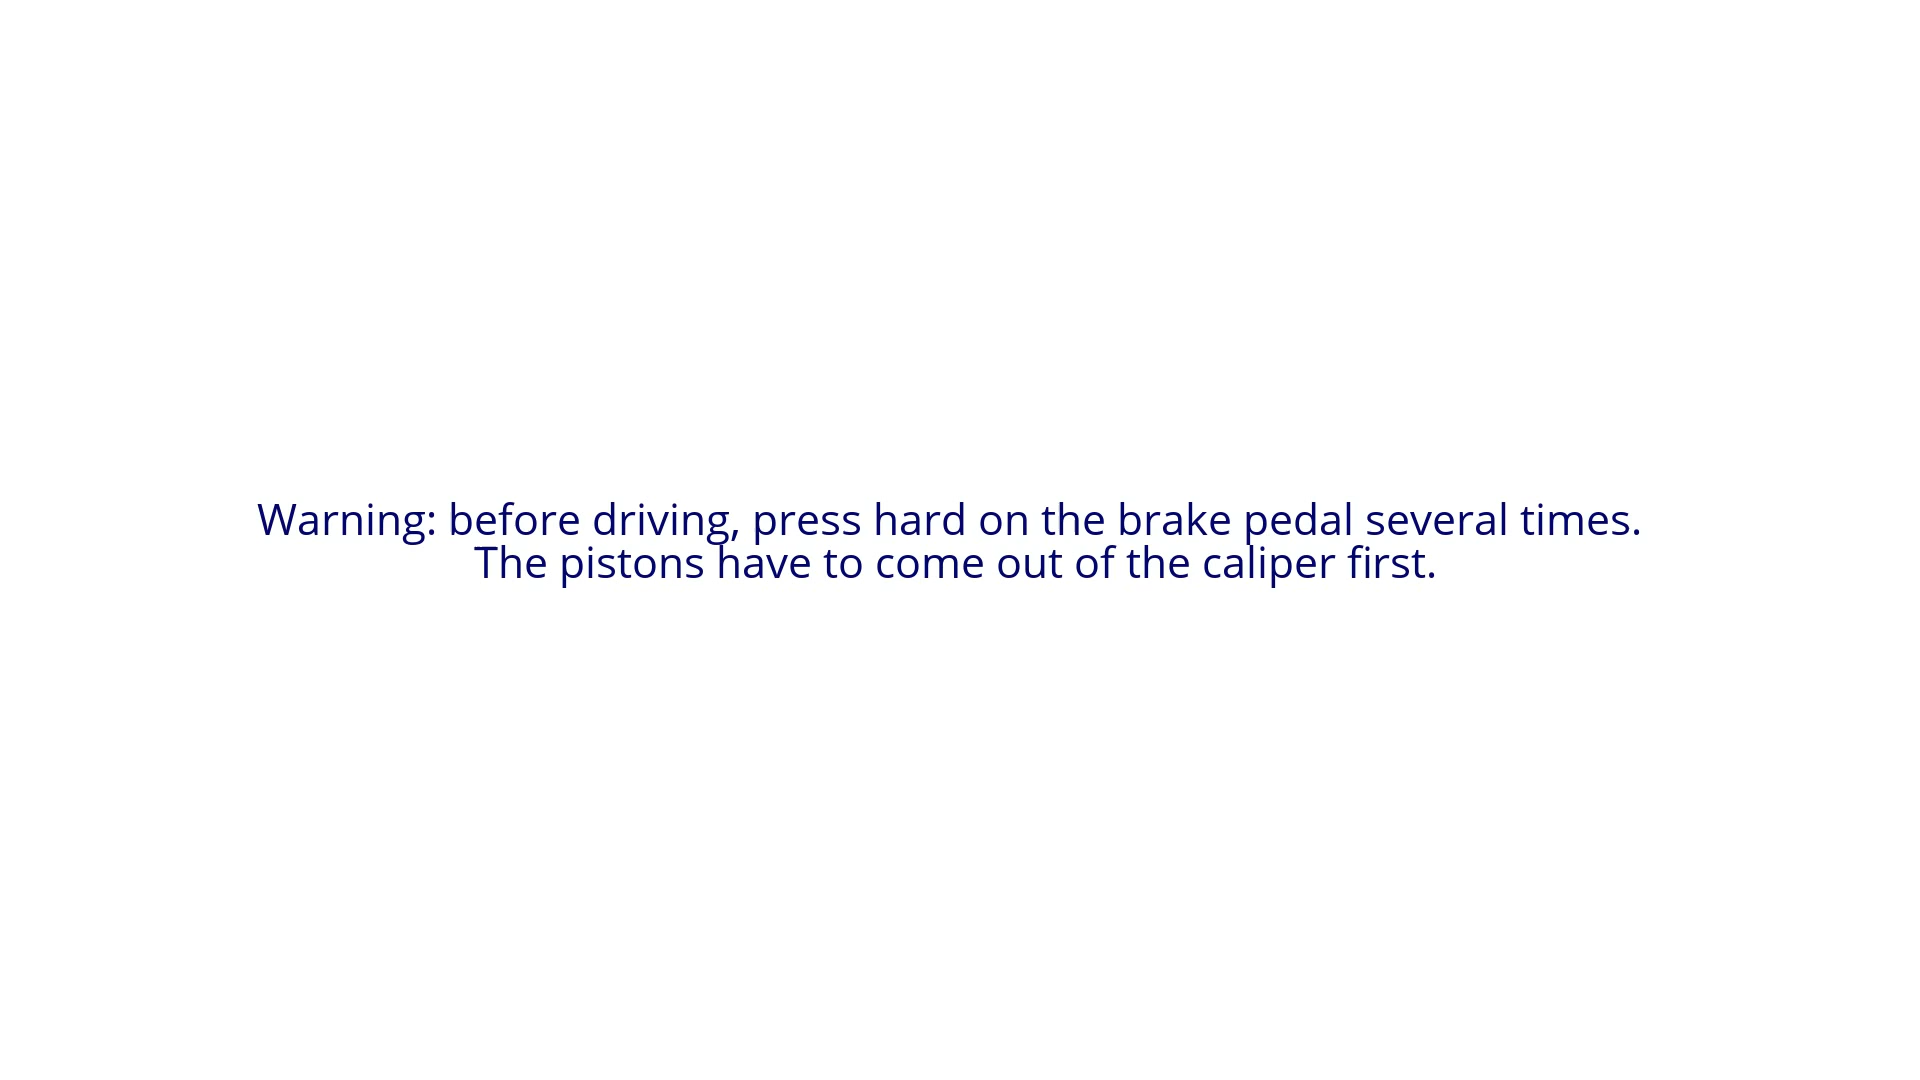 Warning: before driving, press hard on the brake pedal several times.
The pistons have to come out of the caliper first.